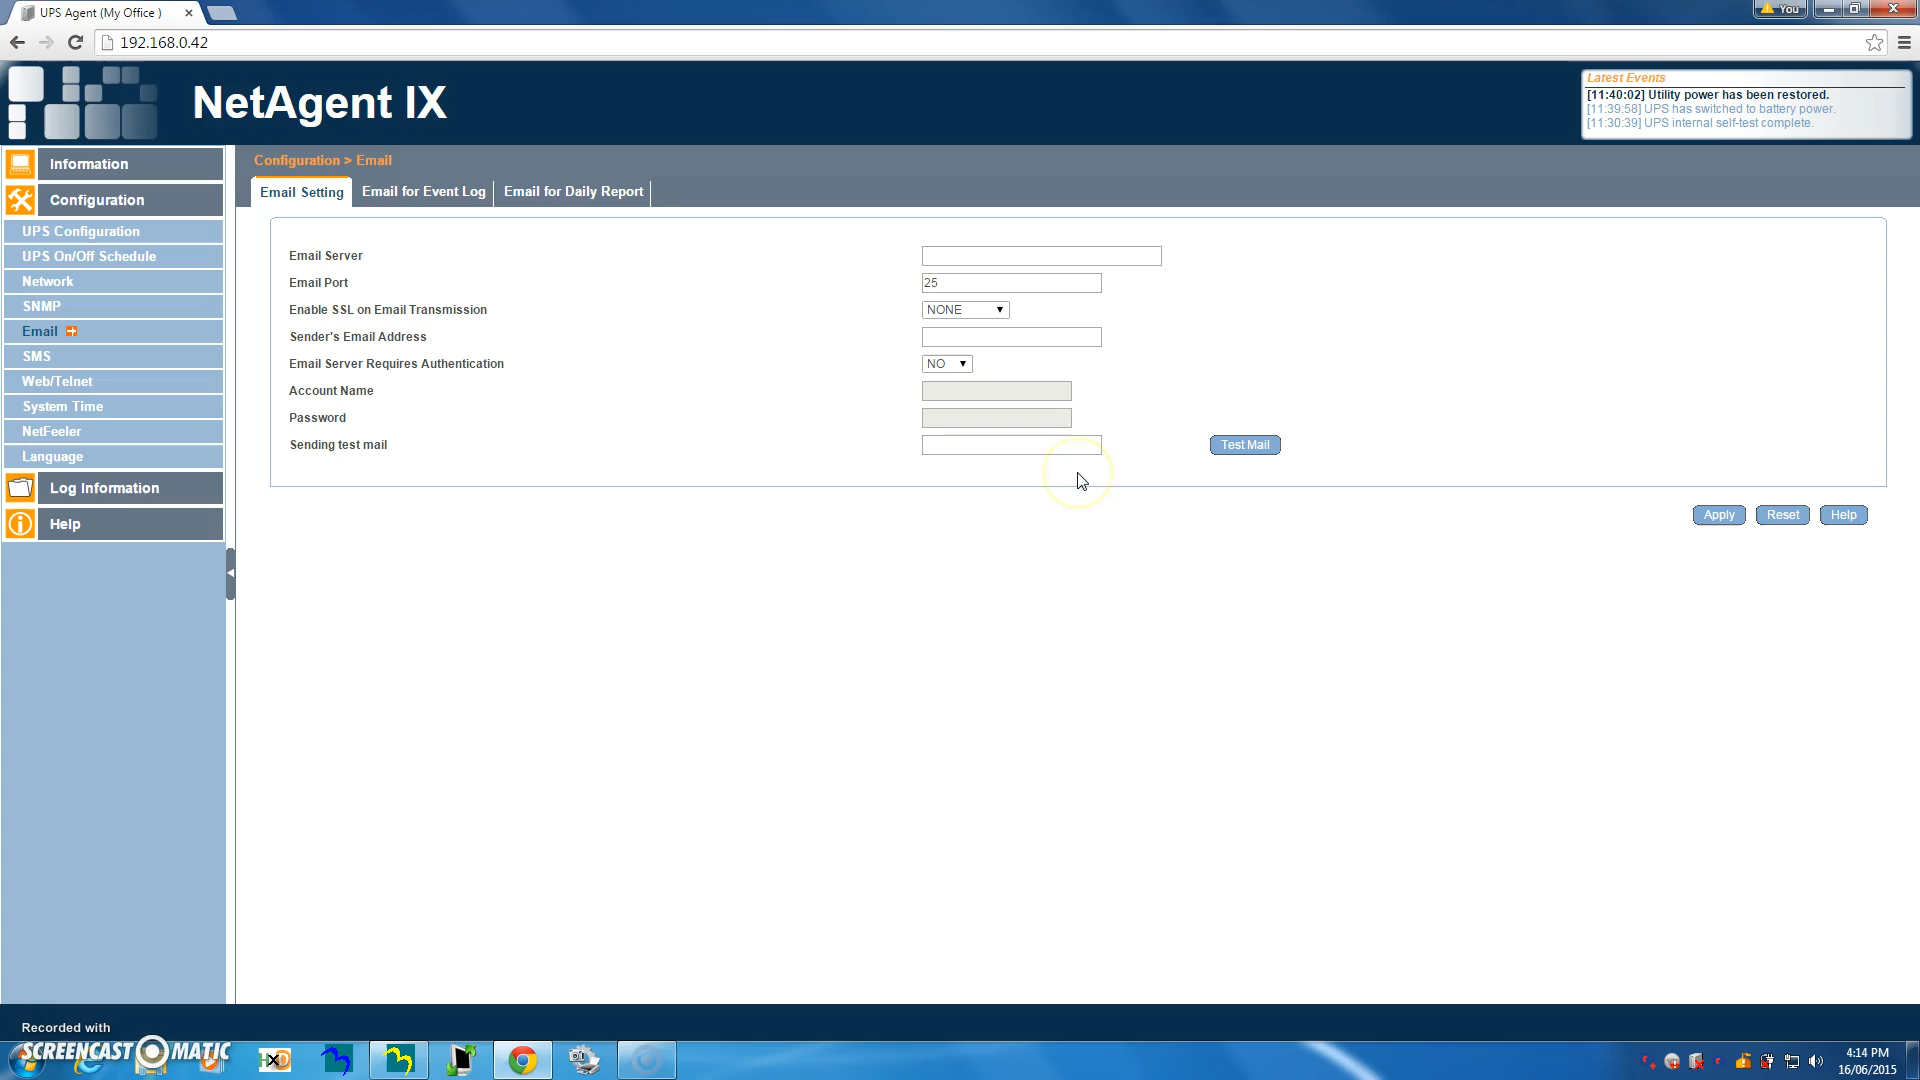 UPS Agent (My Office )
You
192.168.0.42
NetAgent IX
Latest Events
[11:40:02] Utility power has been restored.
[11:39:58] UPS has switched to battery power.
[11:30:39] UPS internal self-test complete.
Information
Configuration
UPS Configuration
UPS On/Off Schedule
Network
SNMP
Email
SMS
Web/Telnet
System Time
NetFeeler
Language
Log Information
Help
Configuration > Email
Email Setting
Email for Event Log
Email for Daily Report
Email Server
Email Port 25
Enable SSL on Email Transmission NONE
Sender's Email Address
Email Server Requires Authentication NO
Account Name
Password
Sending test mail Test Mail
Apply Reset Help
Recorded with
SCREENCAST MATIC
HXD
4:14 PM
16/06/2015